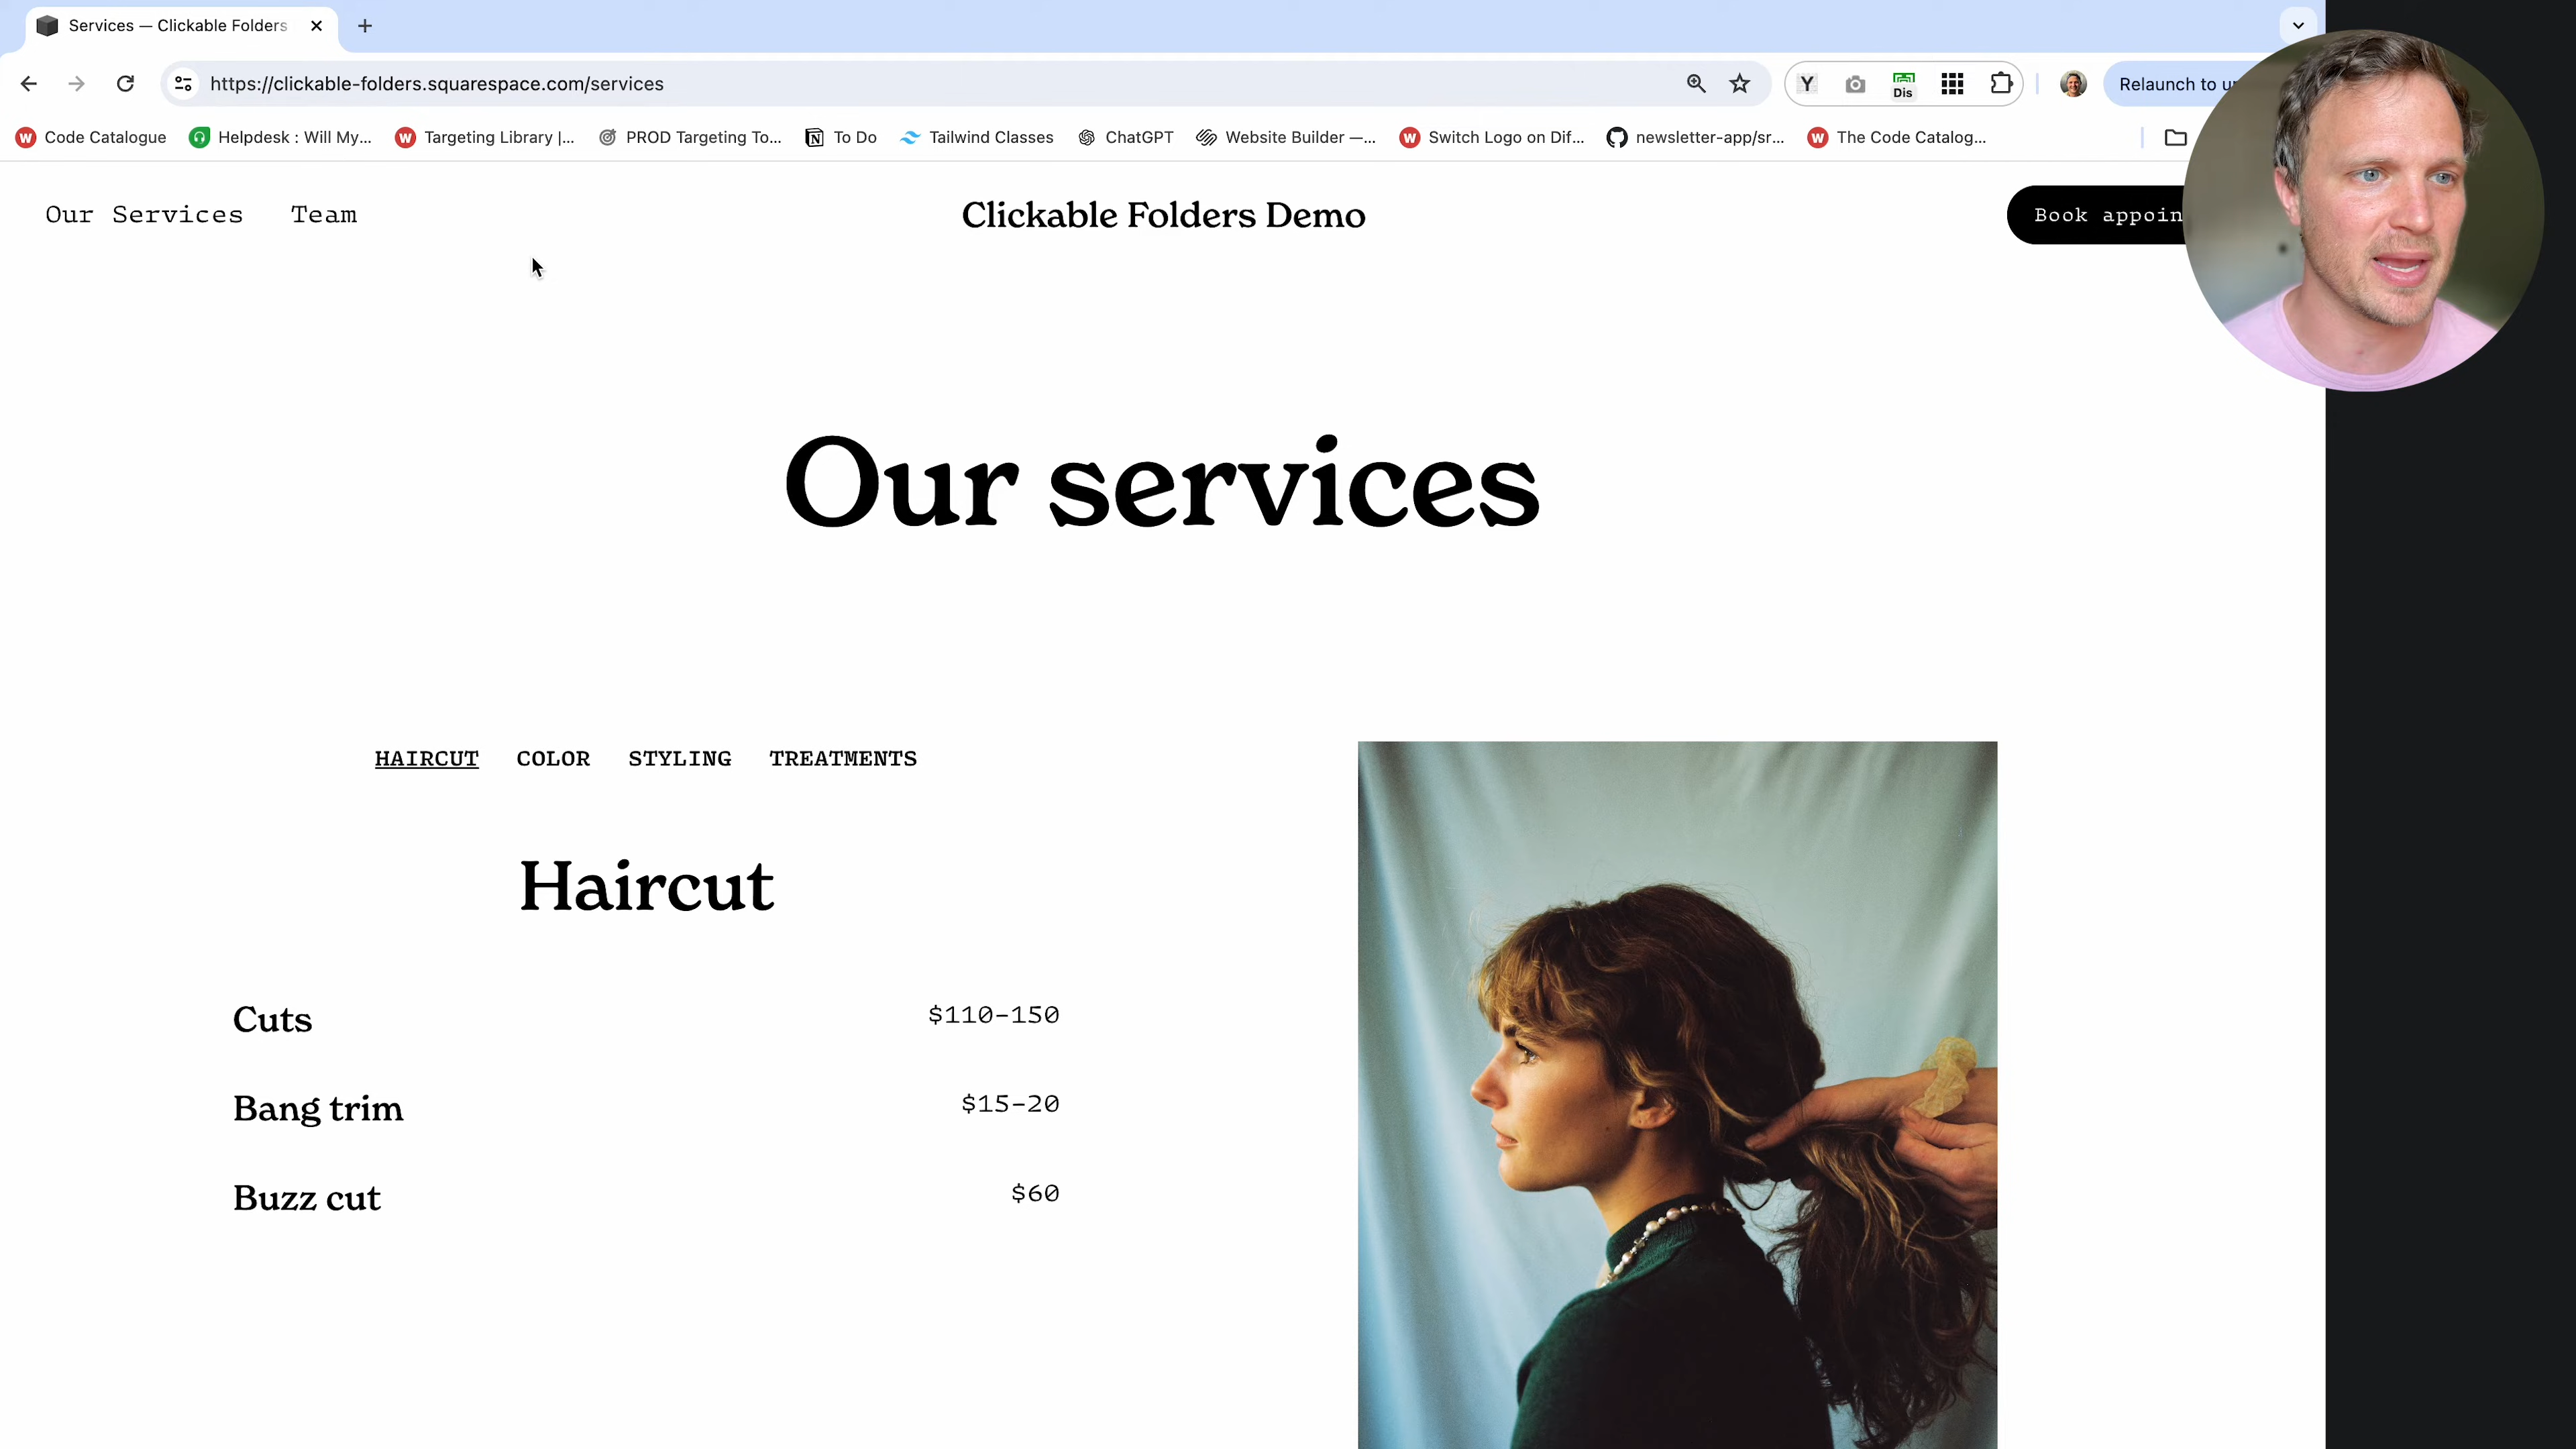 Services — Clickable Folders
https://clickable-folders.squarespace.com/services
Y
Dis
Relaunch to u
Code Catalogue
Helpdesk : Will My...
Targeting Library |...
PROD Targeting To...
To Do
Tailwind Classes
ChatGPT
Website Builder —...
Switch Logo on Dif...
newsletter-app/sr...
The Code Catalog...
Our Services
Team
Clickable Folders Demo
Book appoin
Our services
HAIRCUT
COLOR
STYLING
TREATMENTS
Haircut
Cuts
$110–150
Bang trim
$15–20
Buzz cut
$60